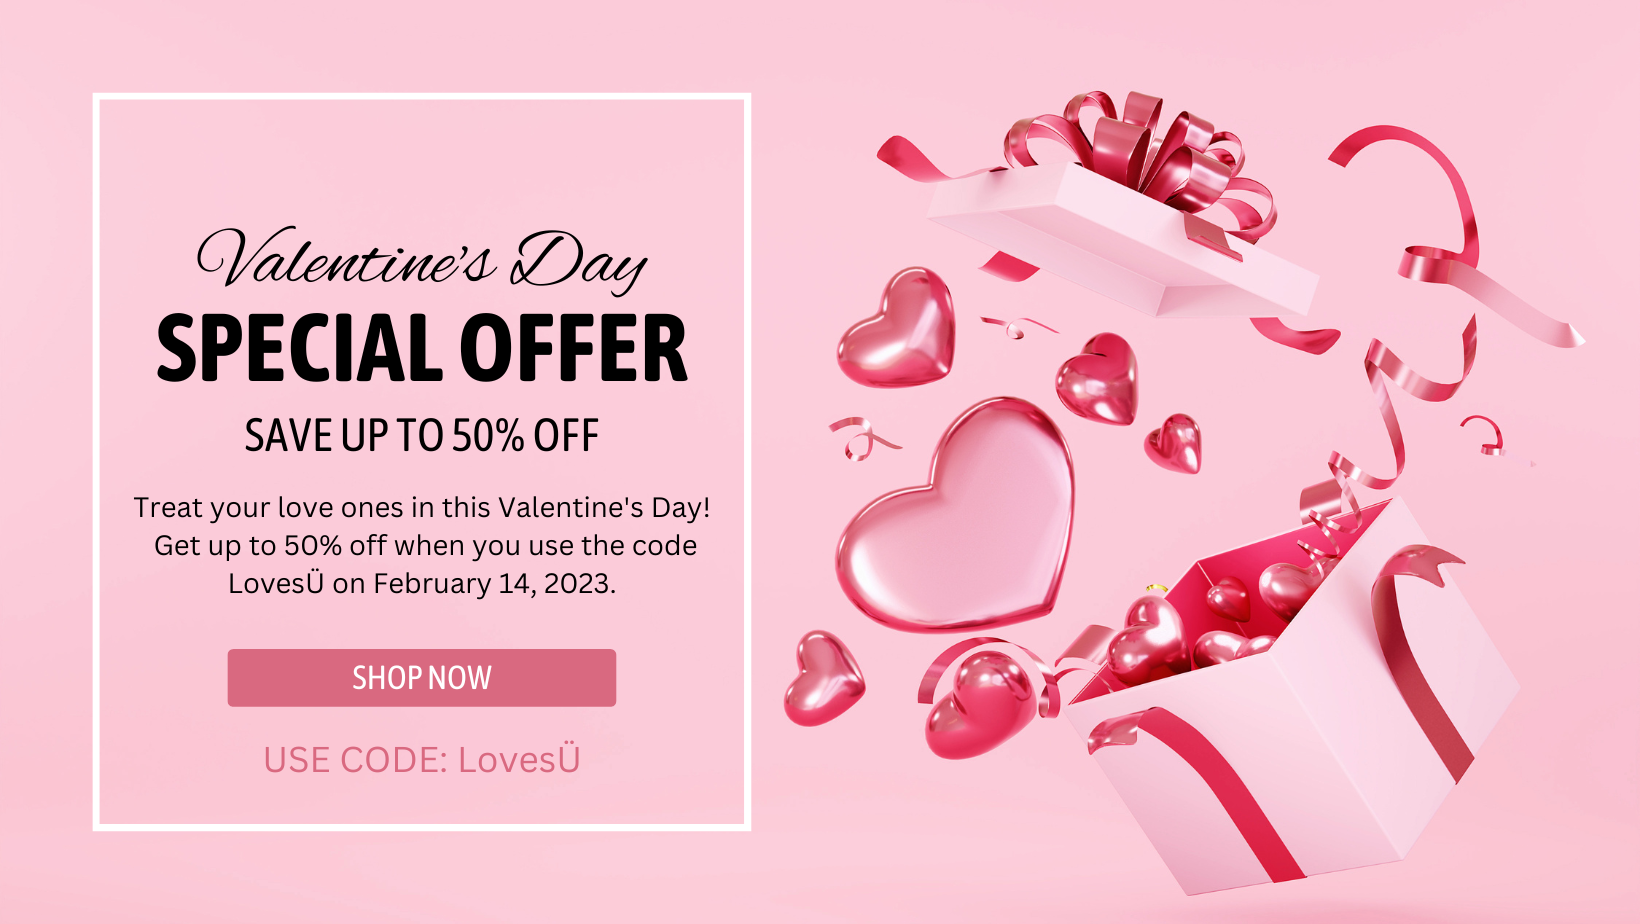 Valentine's Day
SPECIAL OFFER
SAVE UP TO 50% OFF
Treat your love ones in this Valentine's Day!
Get up to 50% off when you use the code
LovesÜ on February 14, 2023.
SHOP NOW
USE CODE: LovesÜ